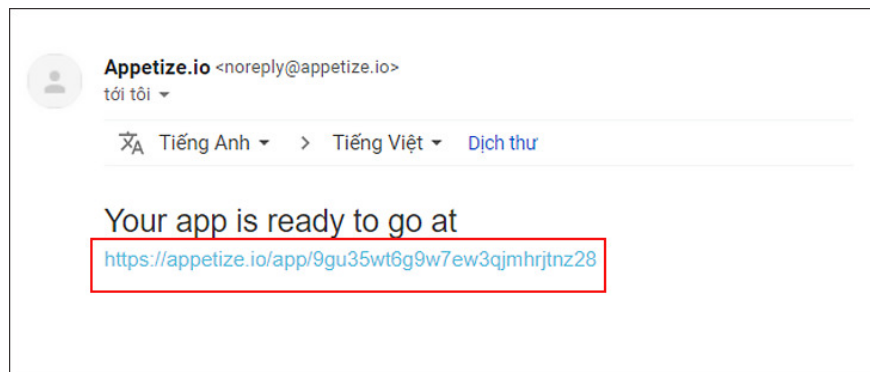 Appetize.io <noreply@appetize.io>
tới tôi
Tiếng Anh > Tiếng Việt Dịch thư
Your app is ready to go at
https://appetize.io/app/9gu35wt6g9w7ew3qjmhrjtnz28